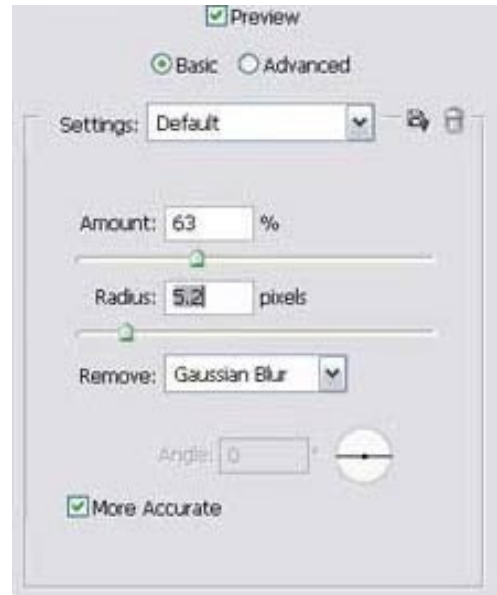 Preview
Basic Advanced
Settings: Default
Amount: 63 %
Radius: 5.2 pixels
Remove: Gaussian Blur
Angle: 0 °
More Accurate